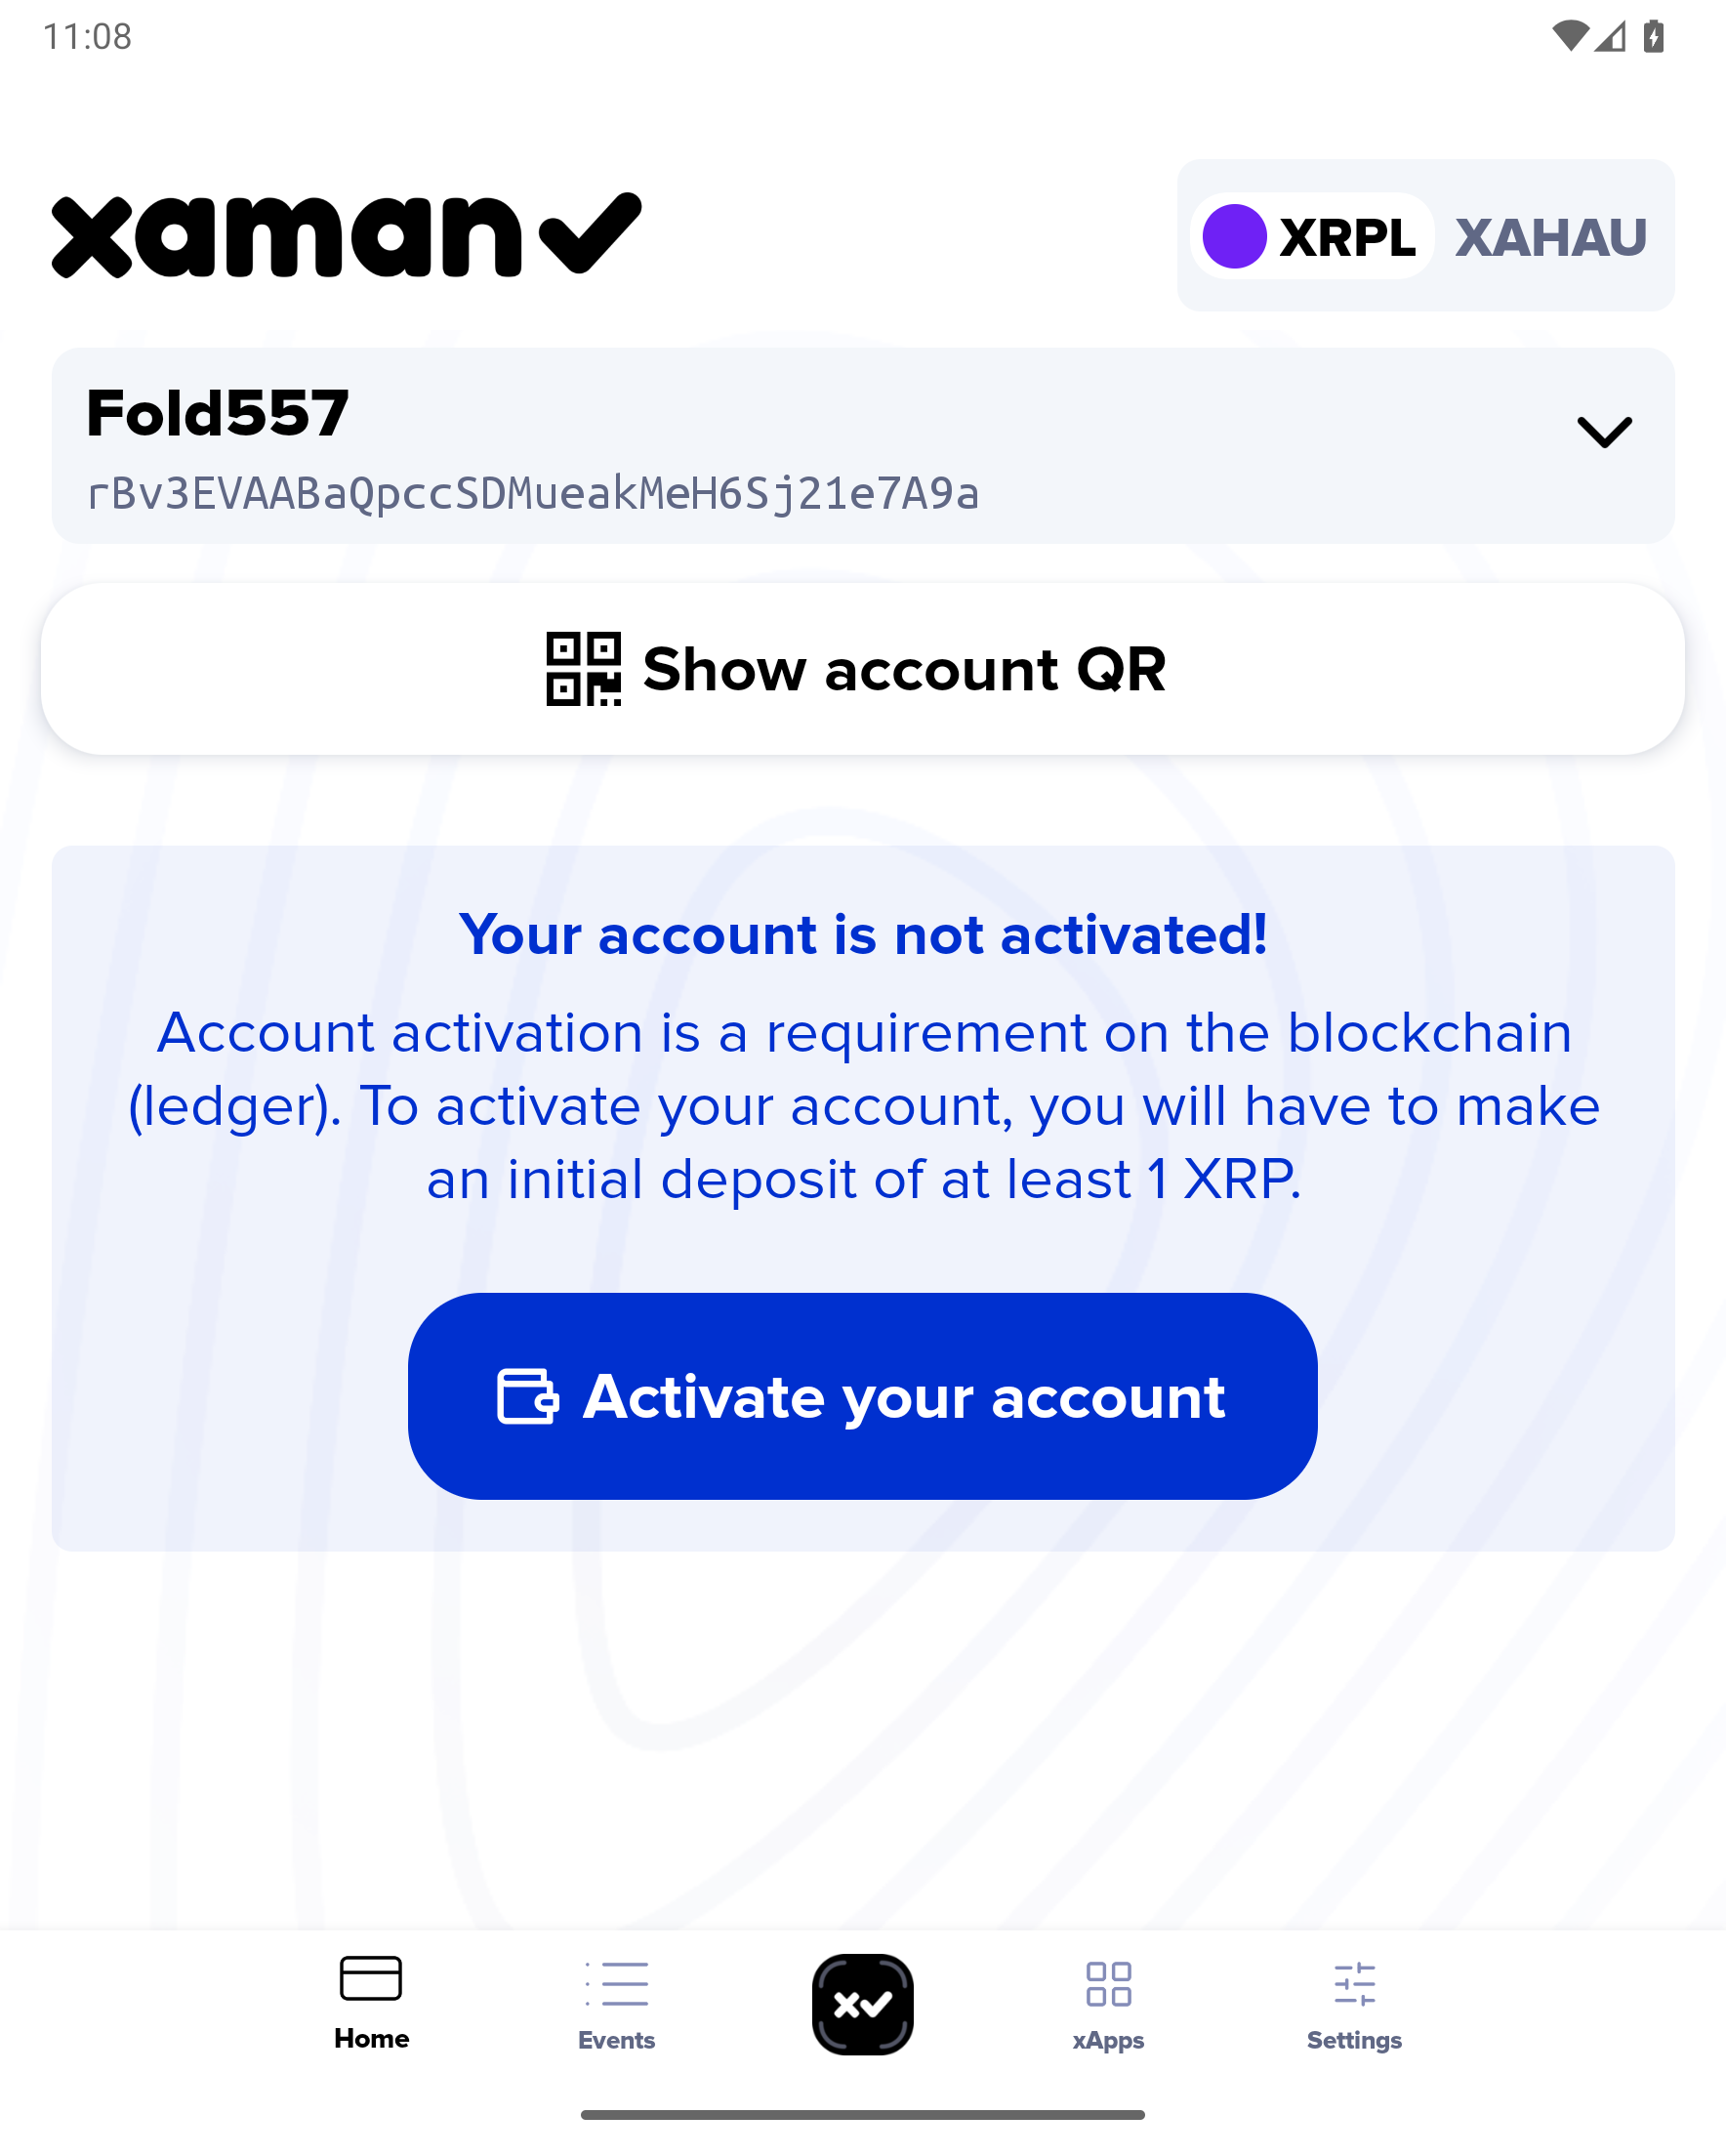 11:08
xaman
XRPL XAHAU
Fold557
rBv3EVAABaQpccSDMueakMeH6Sj21e7A9a
Show account QR
Your account is not activated!
Account activation is a requirement on the blockchain
(ledger). To activate your account, you will have to make
an initial deposit of at least 1 XRP.
Activate your account
Home Events xApps Settings